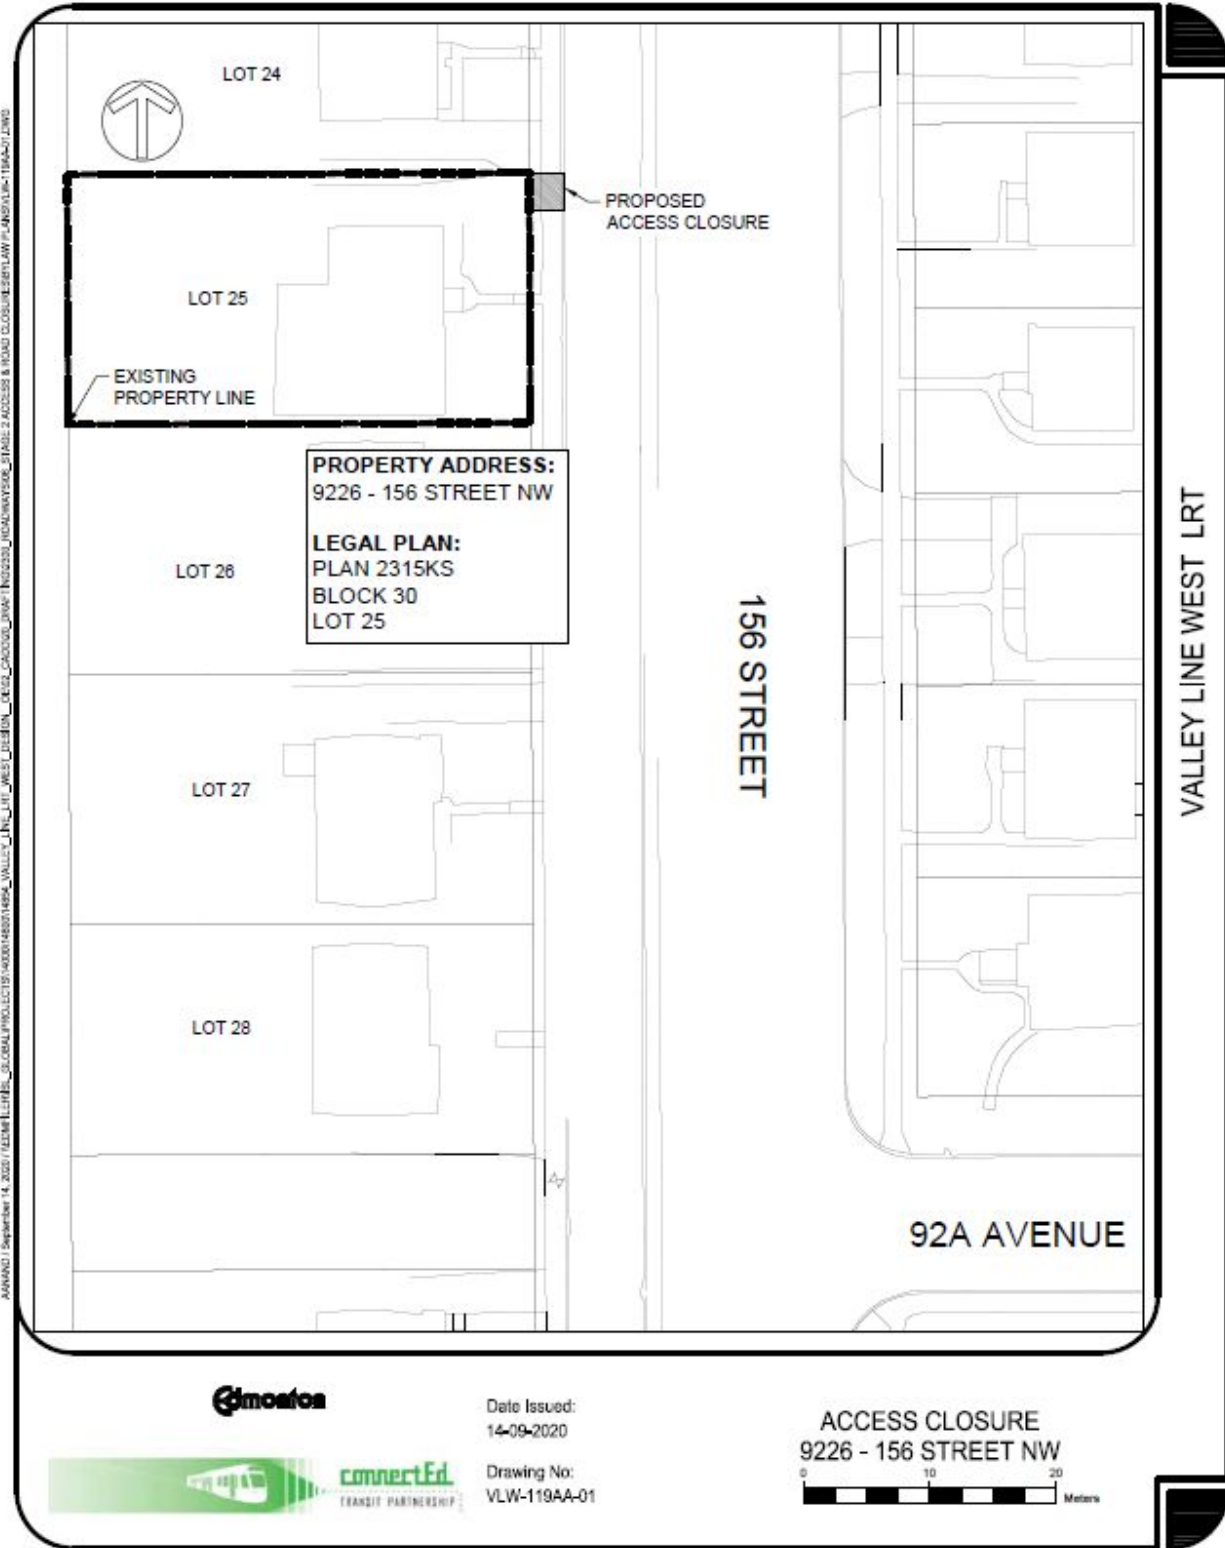 LOT 24
PROPOSED
ACCESS CLOSURE
LOT 25
EXISTING
PROPERTY LINE
PROPERTY ADDRESS:
9226 - 156 STREET NW
LEGAL PLAN:
PLAN 2315KS
BLOCK 30
LOT 25
LOT 26
LOT 27
LOT 28
156 STREET
92A AVENUE
VALLEY LINE WEST LRT
Edmonton
connectEd
TRANSIT PARTNERSHIP
Date Issued:
14-09-2020
Drawing No:
VLW-119AA-01
ACCESS CLOSURE
9226 - 156 STREET NW
0 10 20
Meters